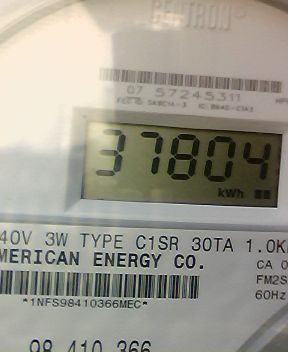 CENTRON®
07 57245311
37804
kWh
40V 3W TYPE C1SR 30TA 1.0K
MERICAN ENERGY CO.
CA 0
FM2S
60Hz
*1NFS98410366MEC*
98 410 366